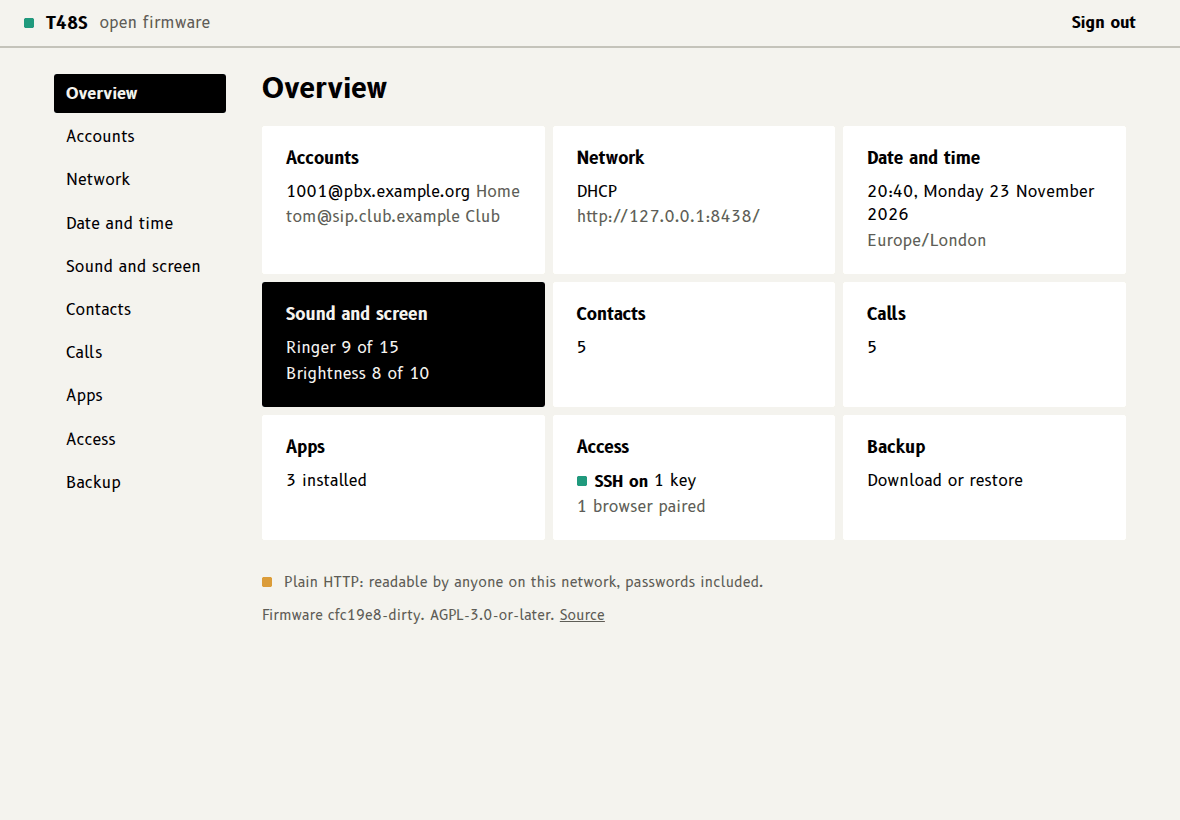 T48S open firmware
Sign out
Overview
Accounts
Network
Date and time
Sound and screen
Contacts
Calls
Apps
Access
Backup
Overview
Accounts
1001@pbx.example.org Home
tom@sip.club.example Club
Network
DHCP
http://127.0.0.1:8438/
Date and time
20:40, Monday 23 November
2026
Europe/London
Sound and screen
Ringer 9 of 15
Brightness 8 of 10
Contacts
5
Calls
5
Apps
3 installed
Access
SSH on 1 key
1 browser paired
Backup
Download or restore
Plain HTTP: readable by anyone on this network, passwords included.
Firmware cfc19e8-dirty. AGPL-3.0-or-later. Source